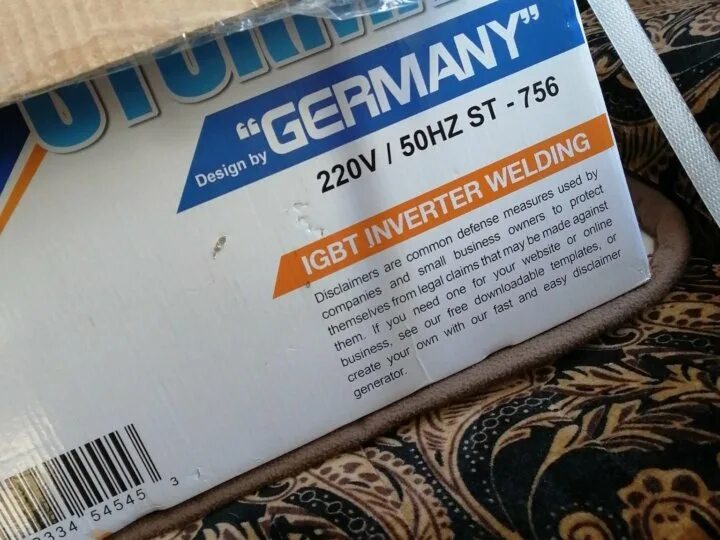 Design by “GERMANY”
220V / 50HZ ST - 756
IGBT INVERTER WELDING
Disclaimers are common defense measures used by
companies and small business owners to protect
themselves from legal claims that may be made against
them. If you need one for your website or online
business, see our free downloadable templates, or
create your own with our fast and easy disclaimer
generator.
334 54545 3